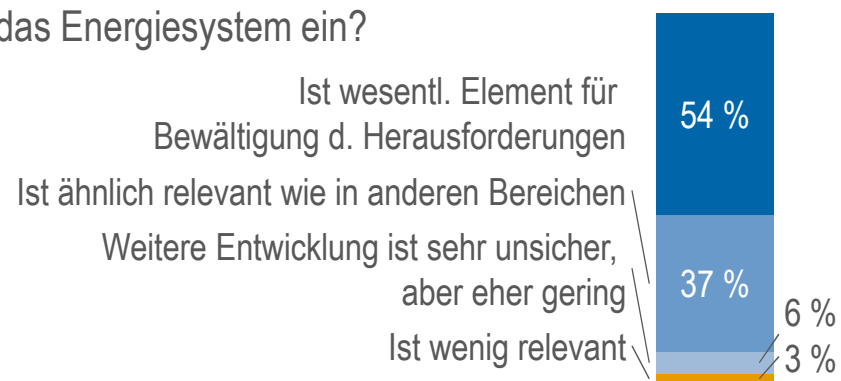 das Energiesystem ein?
Ist wesentl. Element für
Bewältigung d. Herausforderungen
54 %
Ist ähnlich relevant wie in anderen Bereichen
Weitere Entwicklung ist sehr unsicher,
aber eher gering
37 %
6 %
Ist wenig relevant
3 %